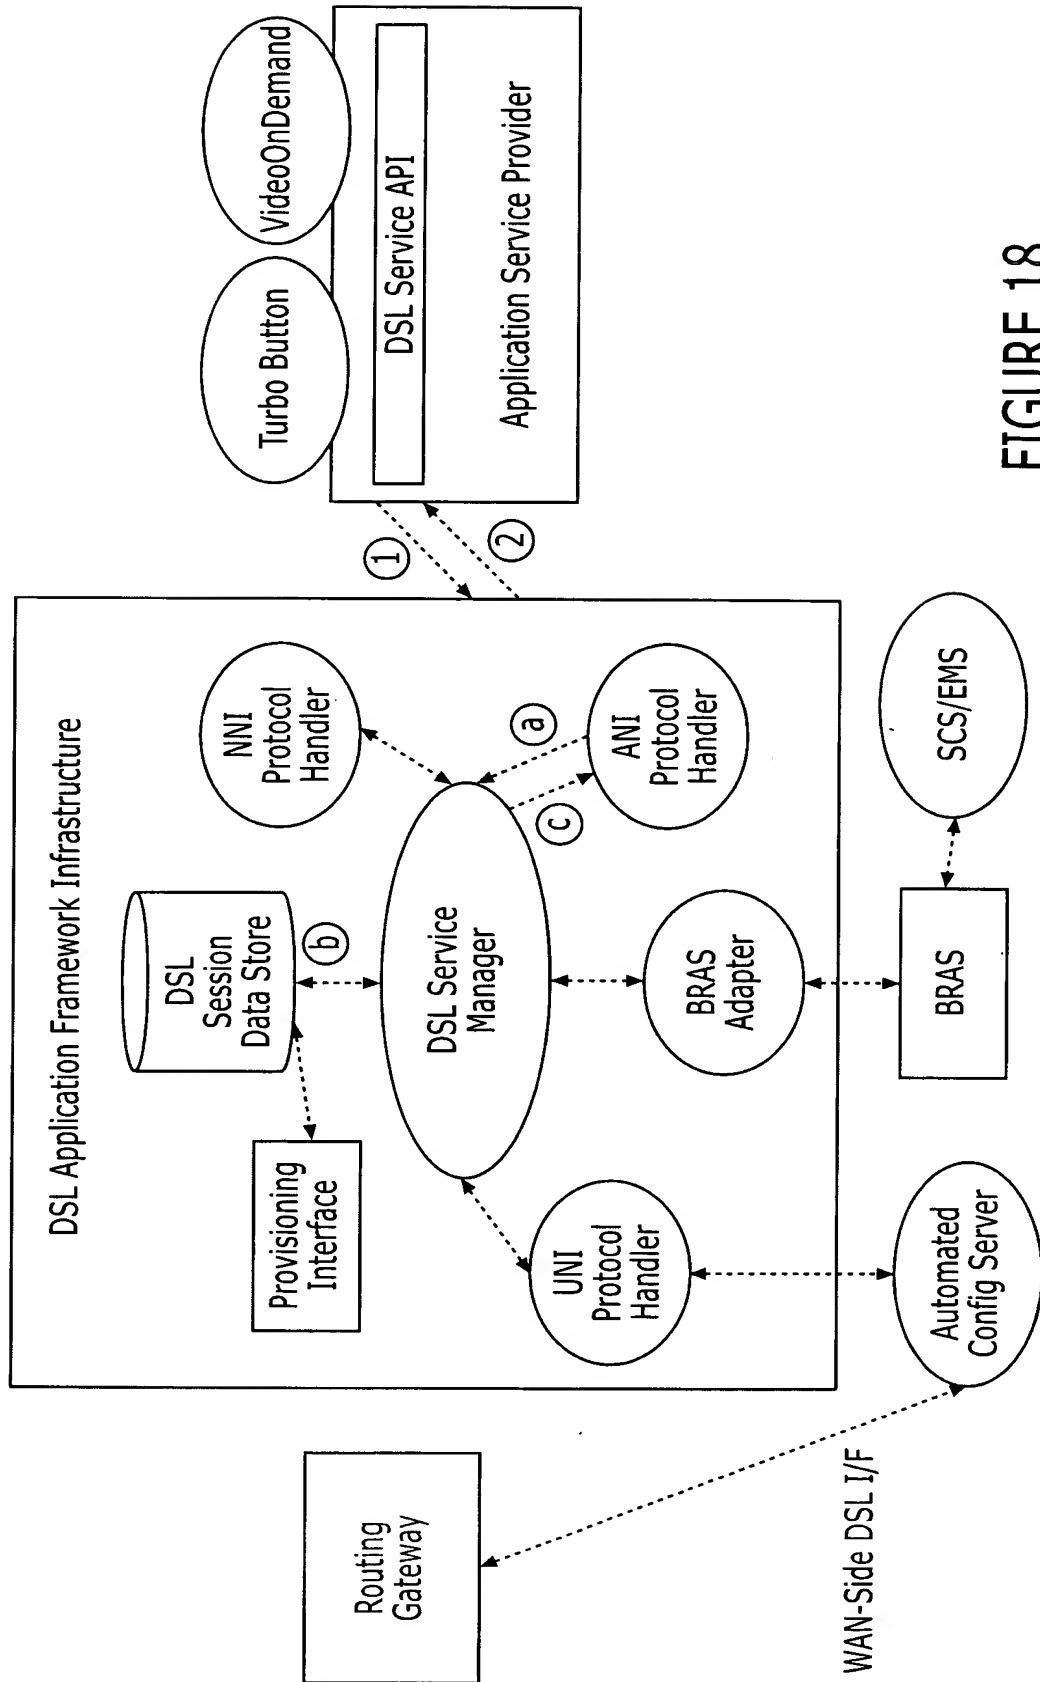 DSL Application Framework Infrastructure
Routing
Gateway
Provisioning
Interface
DSL
Session
Data Store
b
NNI
Protocol
Handler
Turbo Button
VideoOnDemand
DSL Service API
Application Service Provider
1
2
DSL Service
Manager
a
c
UNI
Protocol
Handler
BRAS
Adapter
ANI
Protocol
Handler
WAN-Side DSL I/F
Automated
Config Server
BRAS
SCS/EMS
FIGURE 18